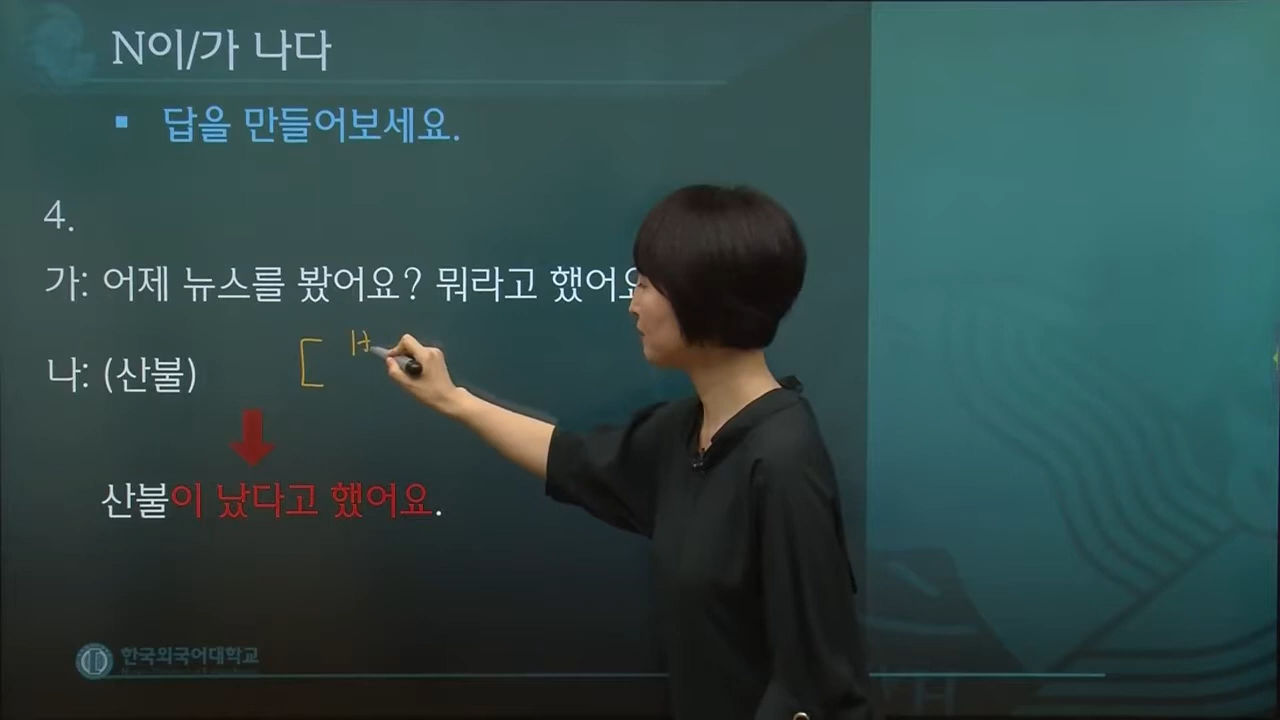 N이/가 나다
▪ 답을 만들어보세요.
4.
가: 어제 뉴스를 봤어요? 뭐라고 했어요
나: (산불)
산불이 났다고 했어요.
한국외국어대학교